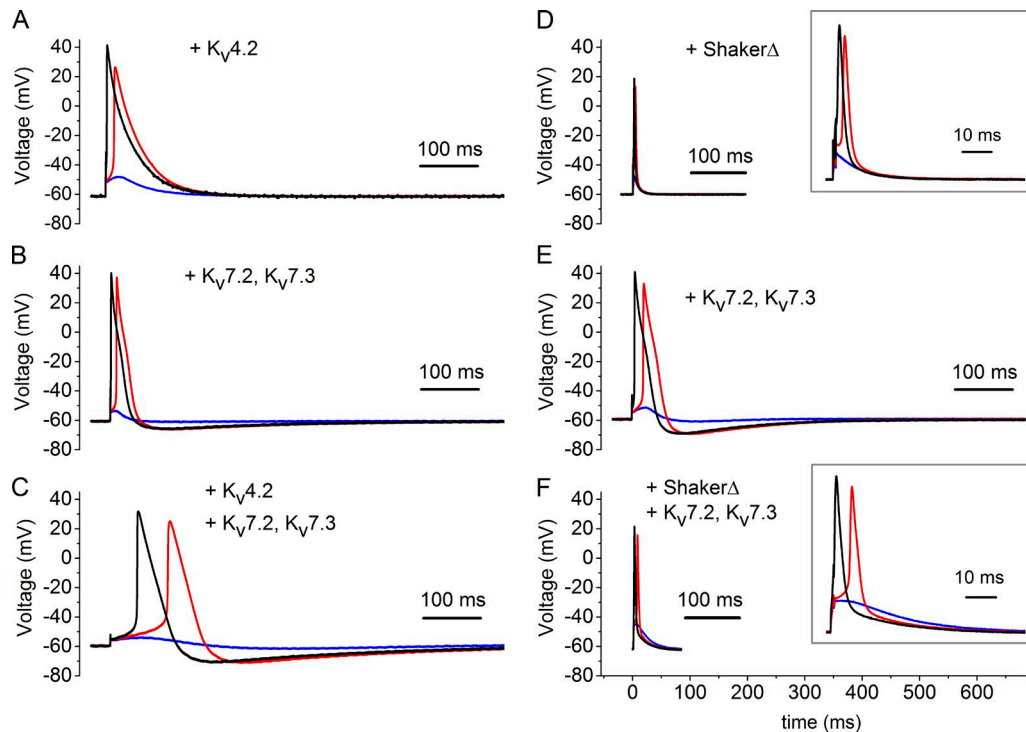 A
+ KV4.2
Voltage (mV)
40
20
0
-20
-40
-60
-80
100 ms
B
+ KV7.2, KV7.3
Voltage (mV)
40
20
0
-20
-40
-60
-80
100 ms
C
+ KV4.2
+ KV7.2, KV7.3
Voltage (mV)
40
20
0
-20
-40
-60
-80
100 ms
D
+ ShakerΔ
Voltage (mV)
40
20
0
-20
-40
-60
-80
100 ms
10 ms
E
+ KV7.2, KV7.3
Voltage (mV)
40
20
0
-20
-40
-60
-80
100 ms
F
+ ShakerΔ
+ KV7.2, KV7.3
Voltage (mV)
40
20
0
-20
-40
-60
-80
100 ms
10 ms
0 100 200 300 400 500 600
time (ms)